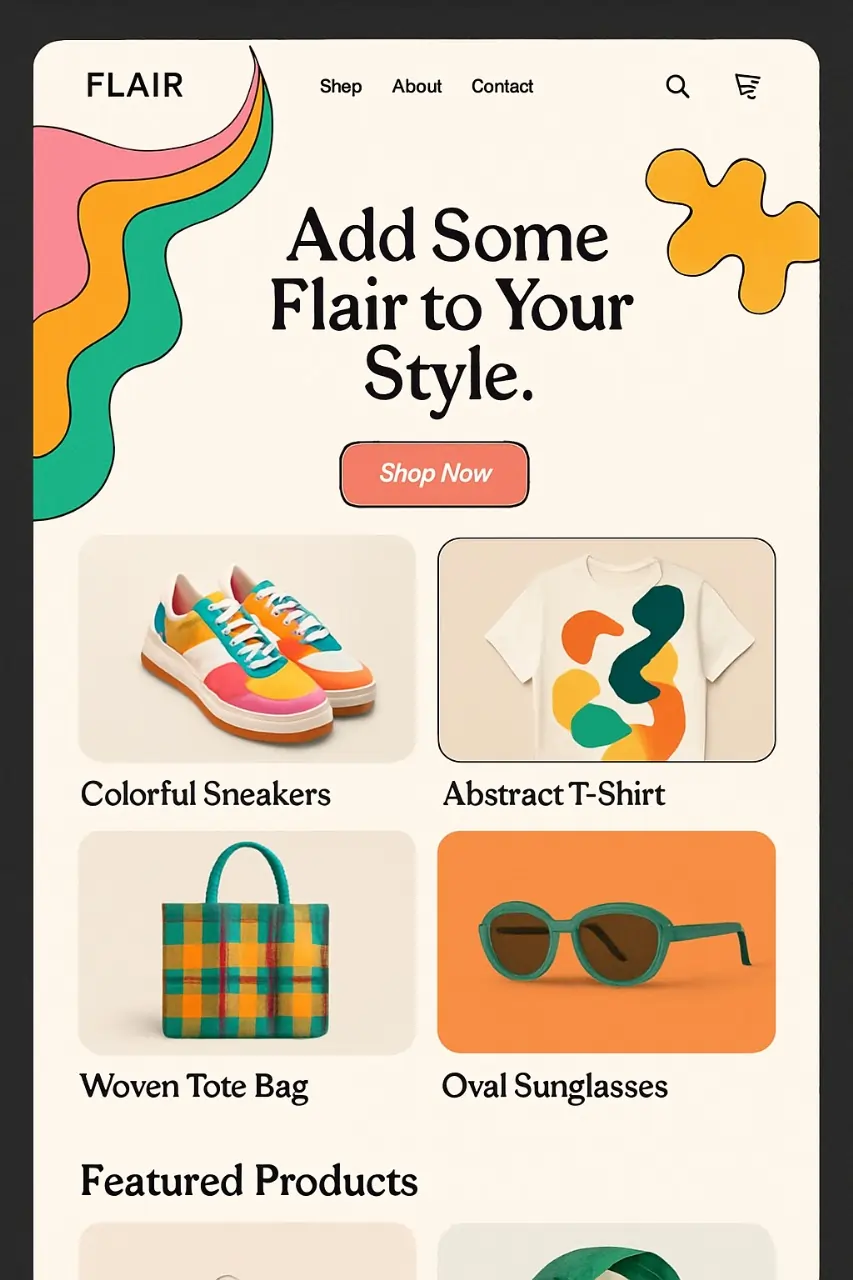 FLAIR
Shep About Contact
Add Some
Flair to Your
Style.
Shop Now
Colorful Sneakers
Abstract T-Shirt
Woven Tote Bag
Oval Sunglasses
Featured Products